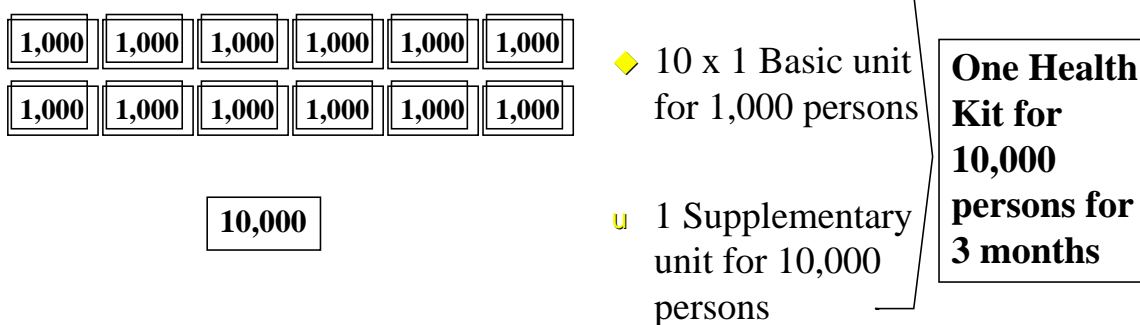 1,000 1,000 1,000 1,000 1,000 1,000
1,000 1,000 1,000 1,000 1,000 1,000
10,000
10 x 1 Basic unit
for 1,000 persons
u 1 Supplementary
unit for 10,000
persons
One Health
Kit for
10,000
persons for
3 months